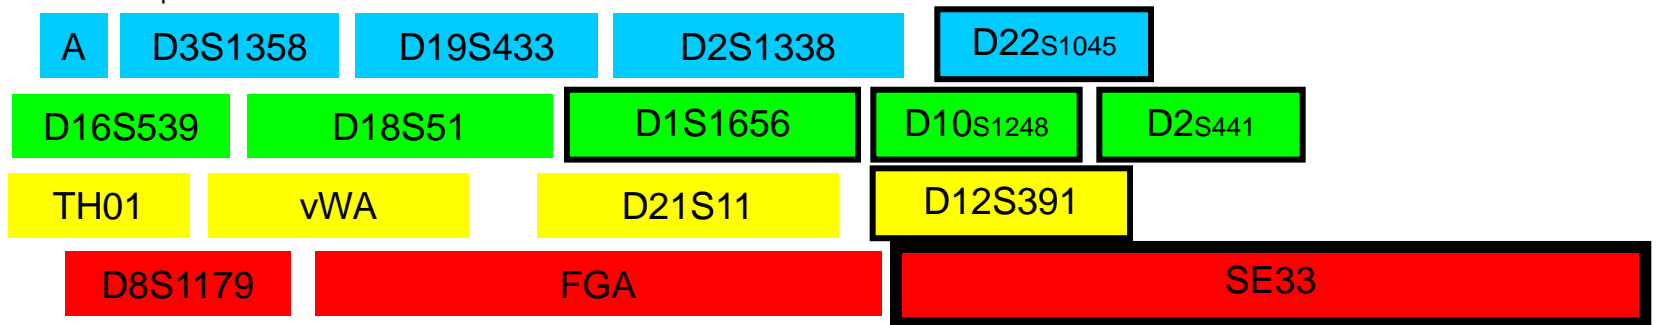 A D3S1358 D19S433 D2S1338 D22S1045
D16S539 D18S51 D1S1656 D10S1248 D2S441
TH01 vWA D21S11 D12S391
D8S1179 FGA SE33